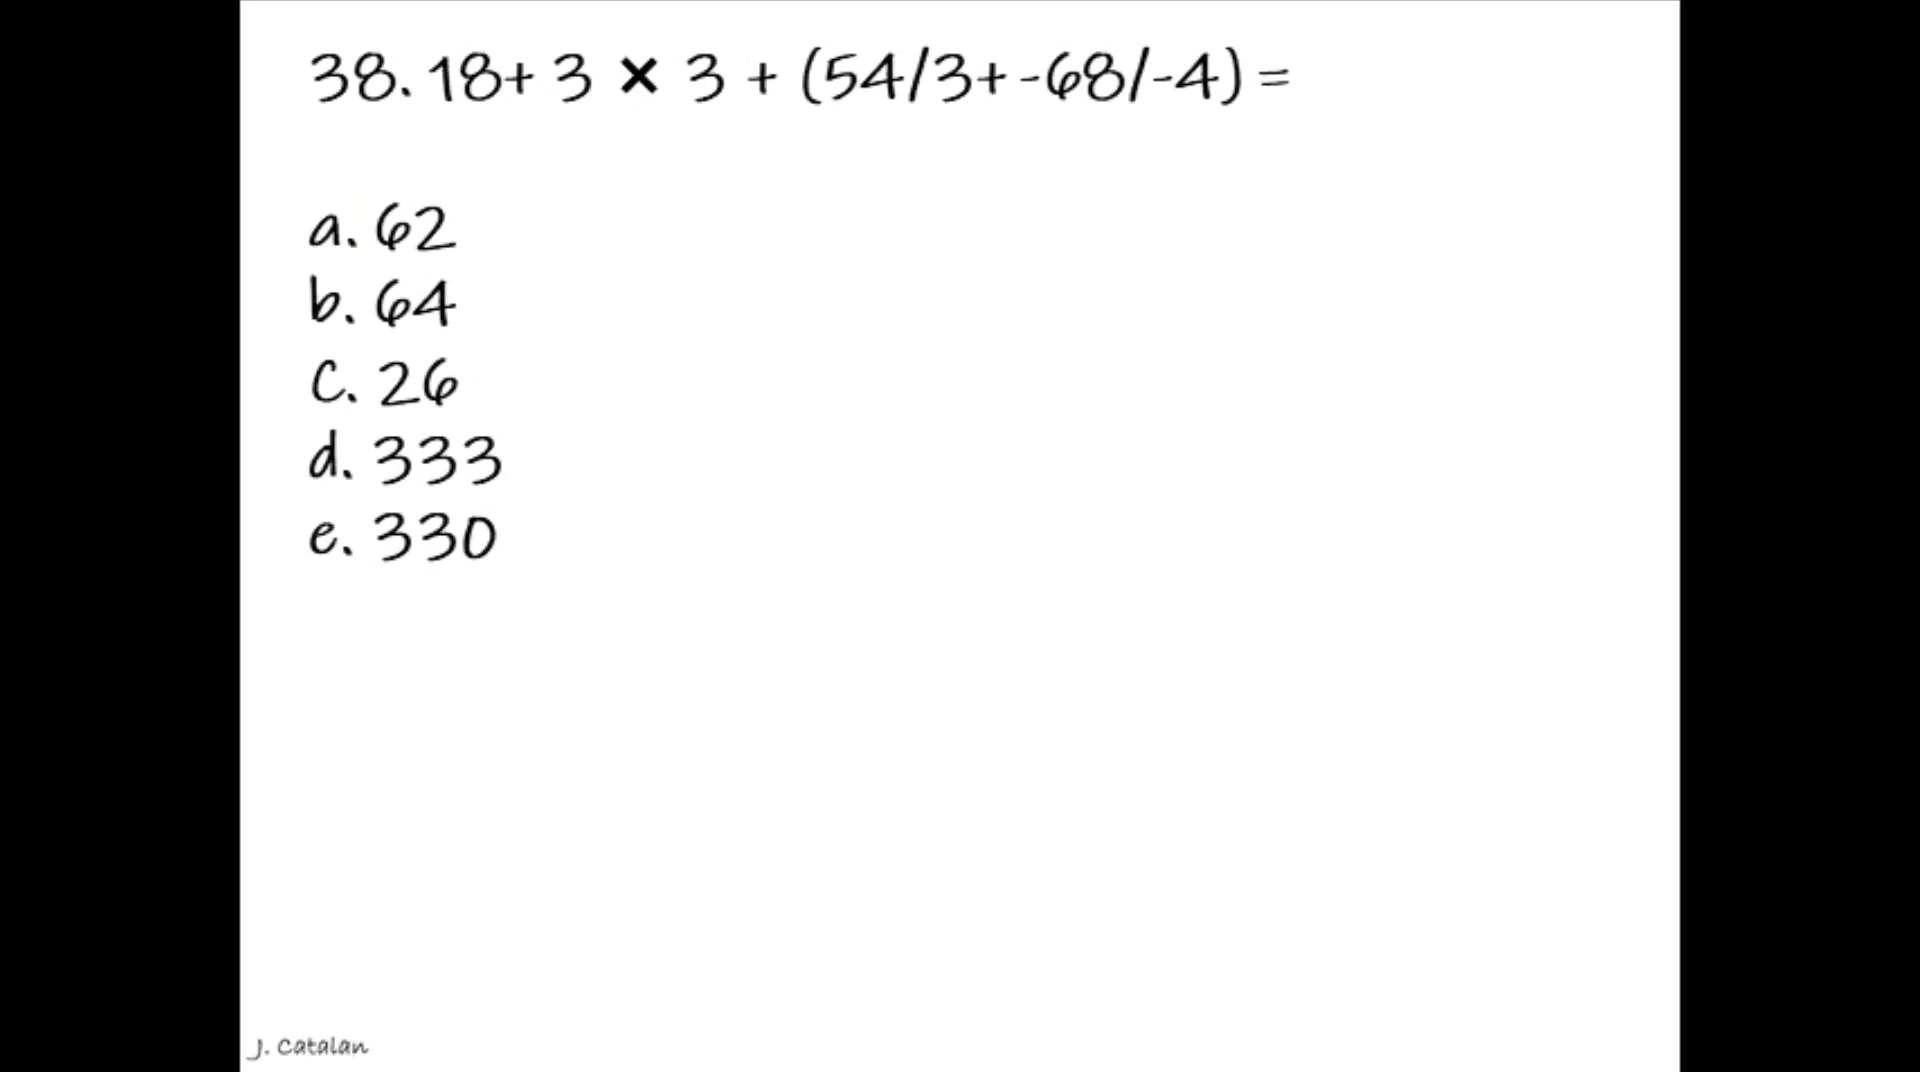 38. 18+ 3 × 3 + (54/3+ -68/-4) =
a. 62
b. 64
C. 26
d. 333
e. 330
J. Catalan